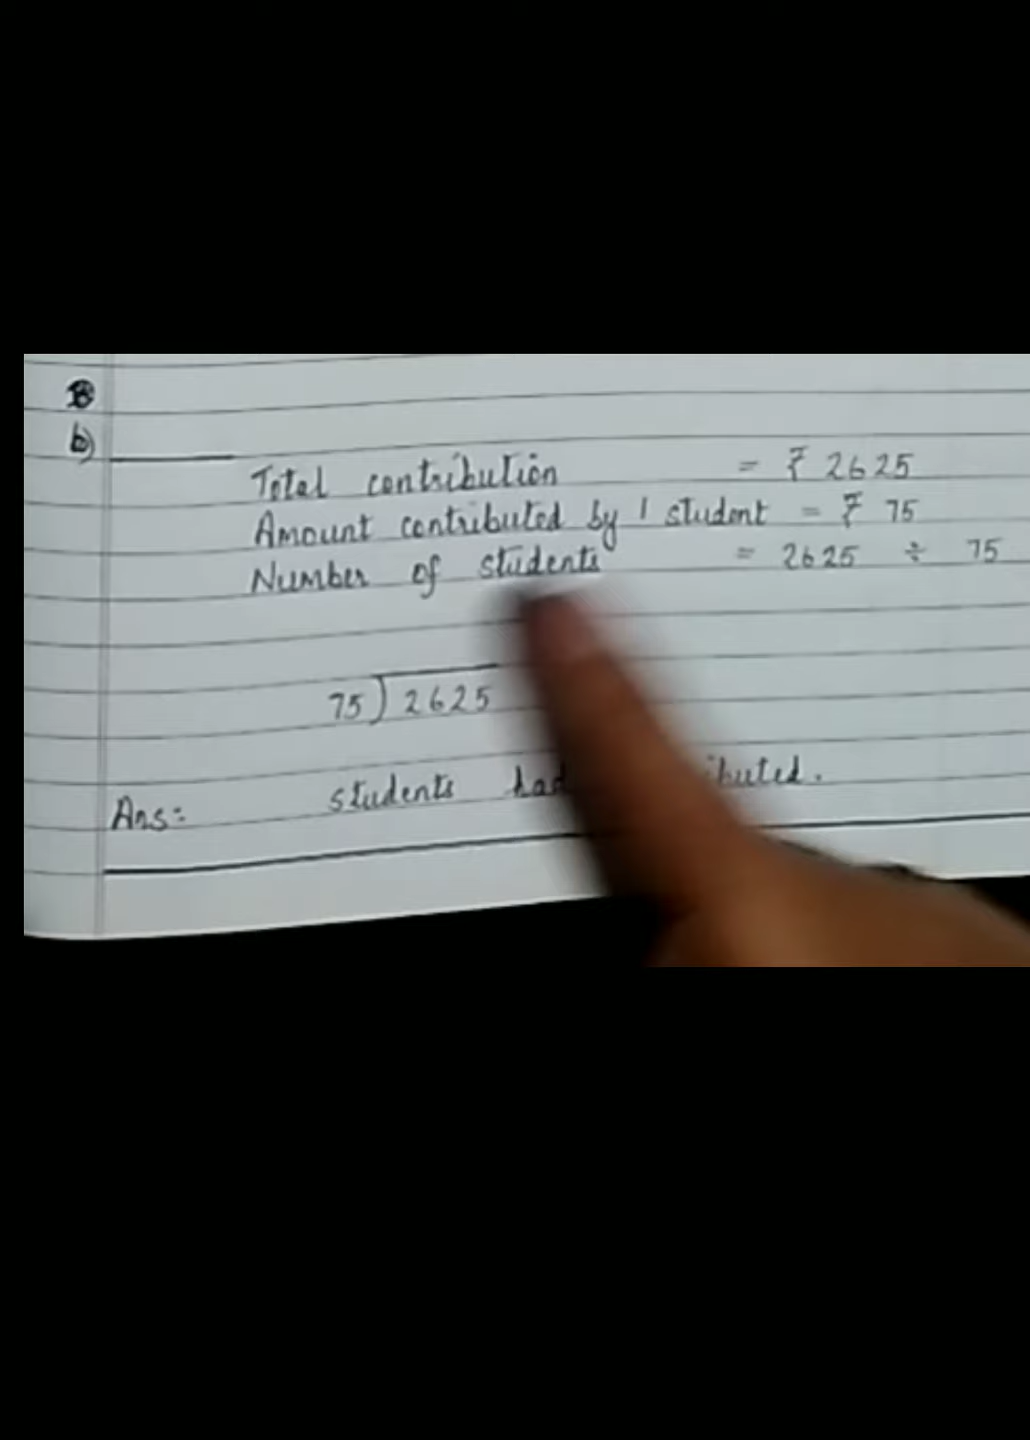 b)
Total contribution = ₹ 2625
Amount contributed by 1 student = ₹ 75
Number of students = 2625 ÷ 75
75) 2625
Ans: students had